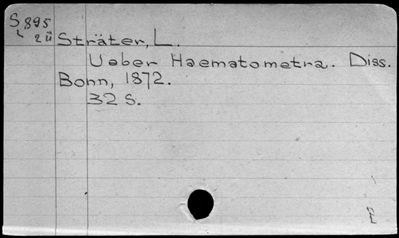 S 895
2ü
Sträter, L.
Ueber Haematometra. Diss.
Bonn, 1872.
32 S.